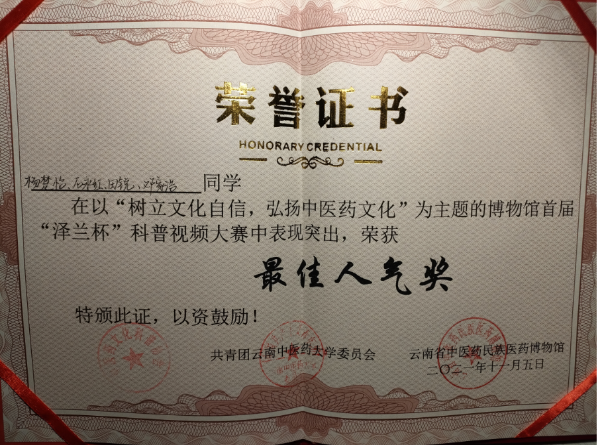 荣誉证书
HONORARY CREDENTIAL
同学
在以“树立文化自信，弘扬中医药文化”为主题的博物馆首届
“泽兰杯”科普视频大赛中表现突出，荣获
最佳人气奖
特颁此证，以资鼓励！
共青团云南中医药大学委员会 云南省中医药民族医药博物馆
二〇二一年十一月五日